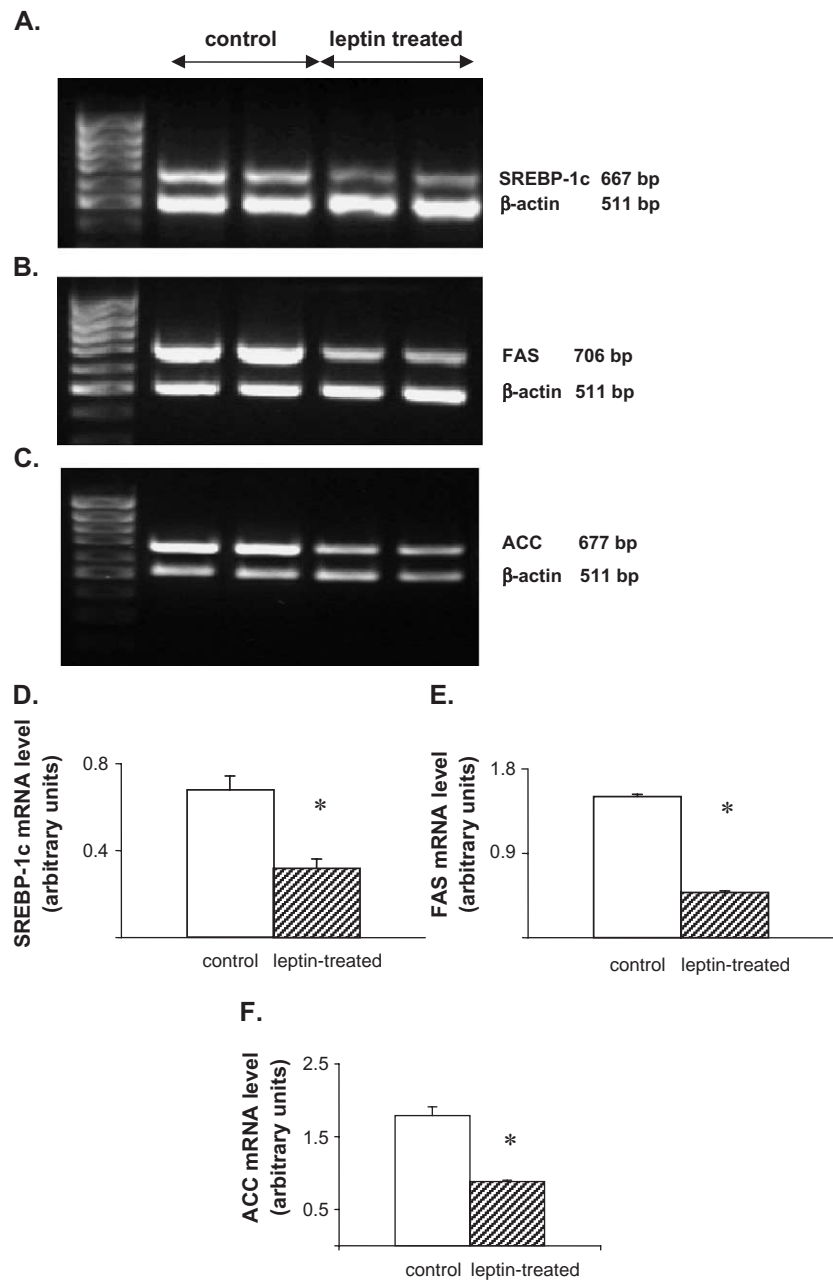 A.
control leptin treated
SREBP-1c 667 bp
β-actin 511 bp
B.
FAS 706 bp
β-actin 511 bp
C.
ACC 677 bp
β-actin 511 bp
D.
SREBP-1c mRNA level
(arbitrary units)
0.8
0.4
*
control leptin-treated
E.
FAS mRNA level
(arbitrary units)
1.8
0.9
*
control leptin-treated
F.
ACC mRNA level
(arbitrary units)
2.5
1.5
0.5
*
control leptin-treated